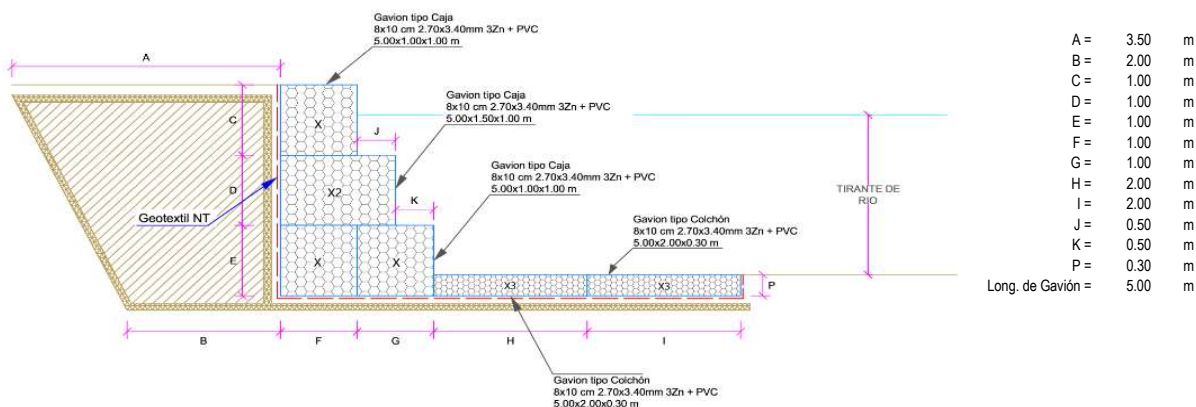 Gavion tipo Caja
8x10 cm 2.70x3.40mm 3Zn + PVC
5.00x1.00x1.00 m
A
Gavion tipo Caja
8x10 cm 2.70x3.40mm 3Zn + PVC
5.00x1.50x1.00 m
C
X
J
Gavion tipo Caja
8x10 cm 2.70x3.40mm 3Zn + PVC
5.00x1.00x1.00 m
D
X2
K
Geotextil NT
TIRANTE DE
RIO
Gavion tipo Colchón
8x10 cm 2.70x3.40mm 3Zn + PVC
5.00x2.00x0.30 m
E
X
X
X3
X3
P
B
F
G
H
I
Gavion tipo Colchón
8x10 cm 2.70x3.40mm 3Zn + PVC
5.00x2.00x0.30 m
A = 3.50 m
B = 2.00 m
C = 1.00 m
D = 1.00 m
E = 1.00 m
F = 1.00 m
G = 1.00 m
H = 2.00 m
I = 2.00 m
J = 0.50 m
K = 0.50 m
P = 0.30 m
Long. de Gavión = 5.00 m